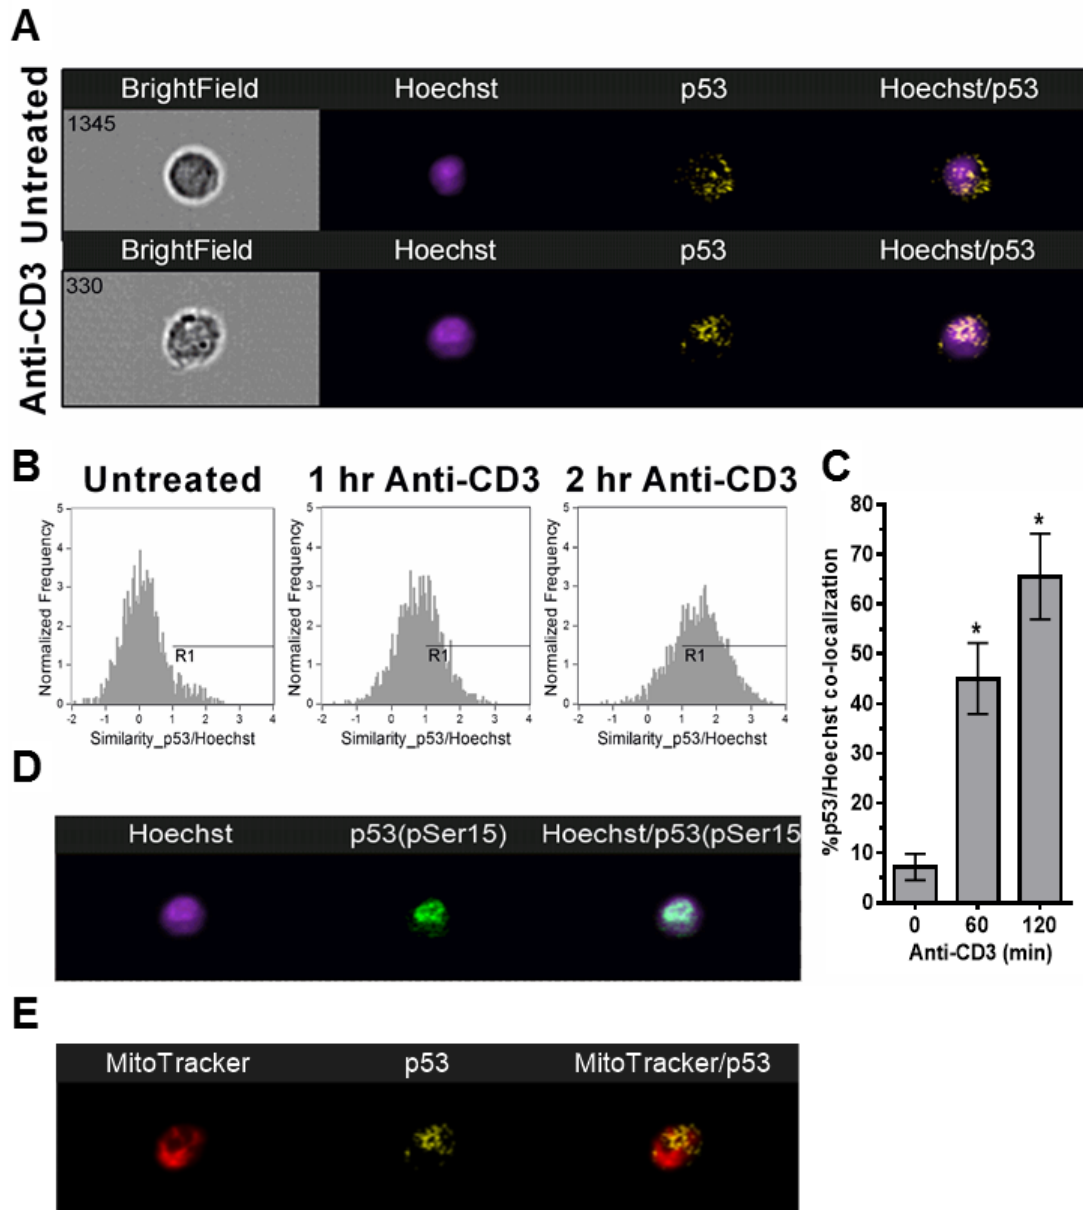 A
Untreated
BrightField Hoechst p53 Hoechst/p53
1345
Anti-CD3
BrightField Hoechst p53 Hoechst/p53
330
B
Untreated 1 hr Anti-CD3 2 hr Anti-CD3
Normalized Frequency
5
4
3
2
1
0
R1
-2 -1 0 1 2 3 4
Similarity_p53/Hoechst
Normalized Frequency
5
4
3
2
1
0
R1
-2 -1 0 1 2 3 4
Similarity_p53/Hoechst
Normalized Frequency
5
4
3
2
1
0
R1
-2 -1 0 1 2 3 4
Similarity_p53/Hoechst
C
%p53/Hoechst co-localization
80
70
60
50
40
30
20
10
0
*
*
0 60 120
Anti-CD3 (min)
D
Hoechst p53(pSer15) Hoechst/p53(pSer15
E
MitoTracker p53 MitoTracker/p53